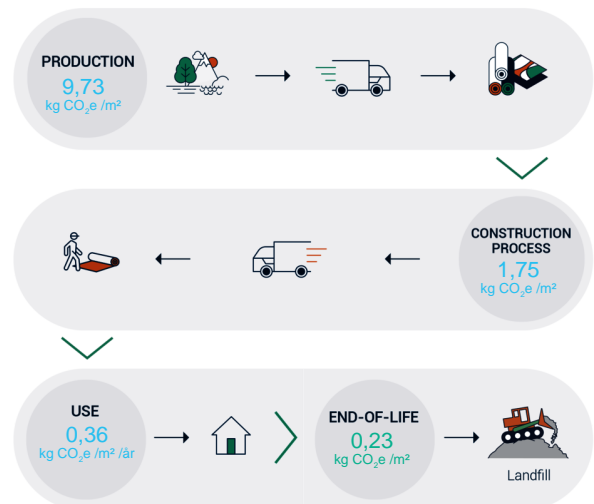 PRODUCTION
9,73
kg CO₂e /m²
CONSTRUCTION
PROCESS
1,75
kg CO₂e /m²
USE
0,36
kg CO₂e /m² /år
END-OF-LIFE
0,23
kg CO₂e /m²
Landfill